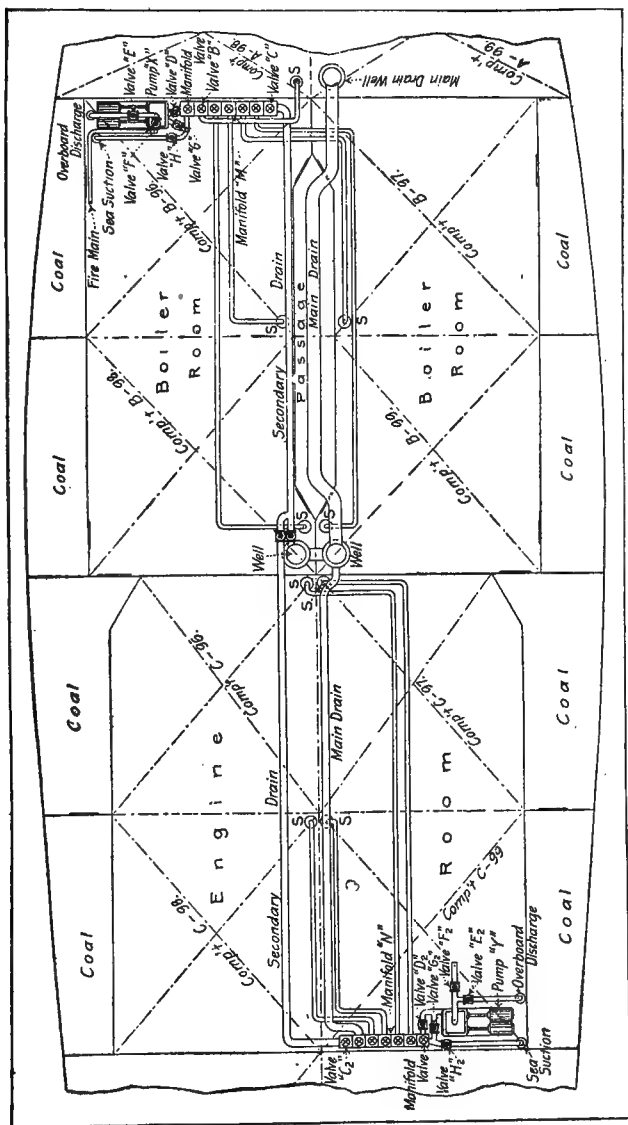 Coal
Coal
Coal
Coal
Overboard
Discharge
Fire Main
Sea Suction
Valve "F"
Valve "H"
Valve "G"
Valve "E"
Pump "X"
Valve "D"
Manifold
Valve
Valve "B"
Comp't
A-98.
Valve "C"
Comp't
A-99.
Main Drain Well
Manifold "M"
Comp't B-96.
Boiler
Room
Comp't B-98.
Secondary
Drain
Passage
Main Drain
S
S
S
S
S
Well
Well
Comp't
B-97.
Boiler
Room
Comp't
B-99.
Comp't
C-96.
Engine
Comp't C-98.
Secondary
Drain
Main Drain
S
S
S
S
Comp't C-97.
Room
Comp't C-99
Manifold "N"
Valve
"C2"
Manifold
Valve
Valve
"H2"
Valve "D2"
Valve "G2"
Valve "F2"
Valve "E2"
Pump "Y"
Overboard
Discharge
Sea
Suction
Coal
Coal
Coal
Coal